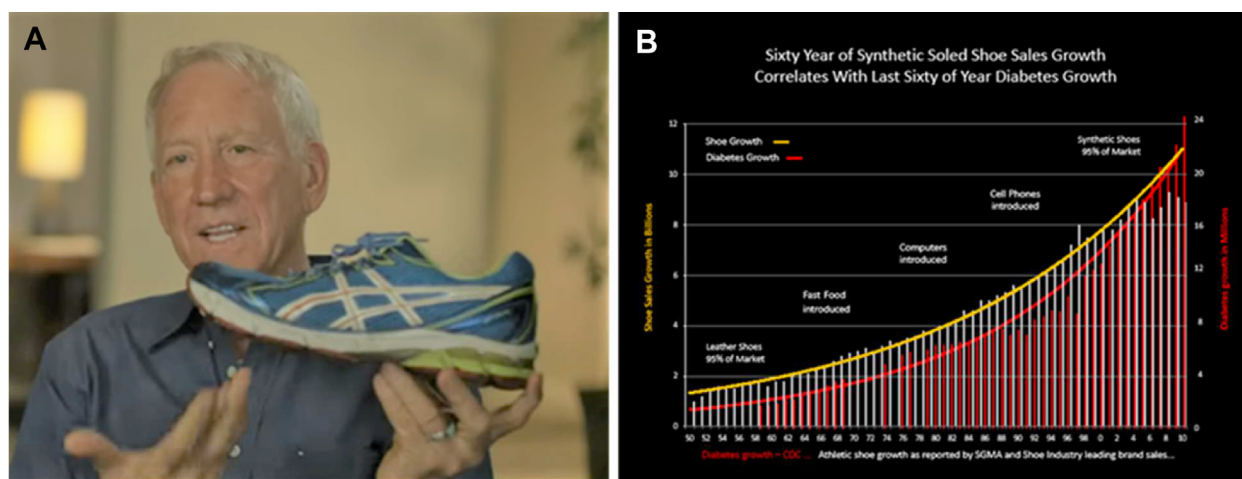 A
B
Sixty Year of Synthetic Soled Shoe Sales Growth
Correlates With Last Sixty of Year Diabetes Growth
12
10
8
6
4
2
0
Shoe Sales Growth in Billions
Shoe Growth
Diabetes Growth
Leather Shoes
95% of Market
Fast Food
introduced
Computers
introduced
Cell Phones
introduced
Synthetic Shoes
95% of Market
24
20
16
12
8
4
0
Diabetes growth in Millions
50 52 54 56 58 60 62 64 66 68 70 72 74 76 78 80 82 84 86 88 90 92 94 96 98 0 2 4 6 8 10
Diabetes growth – CDC ... Athletic shoe growth as reported by SGMA and Shoe Industry leading brand sales...